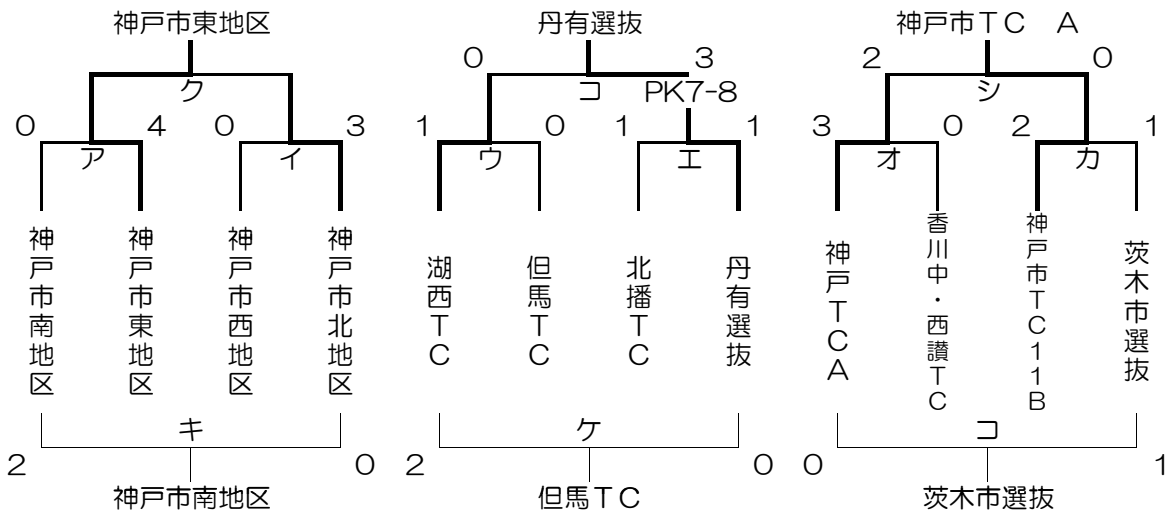 神戸市東地区
ク
0 4 0 3
ア イ
神戸市南地区
神戸市東地区
神戸市西地区
神戸市北地区
キ
2 0
神戸市南地区
丹有選抜
0 3
コ PK7-8
1 0 1 1
ウ エ
湖西TC
但馬TC
北播TC
丹有選抜
ケ
2 0
但馬TC
神戸市TC A
2 0
シ
3 0 2 1
オ カ
神戸TCA
香川中・西讃TC
神戸市TC11B
茨木市選抜
コ
0 1
茨木市選抜